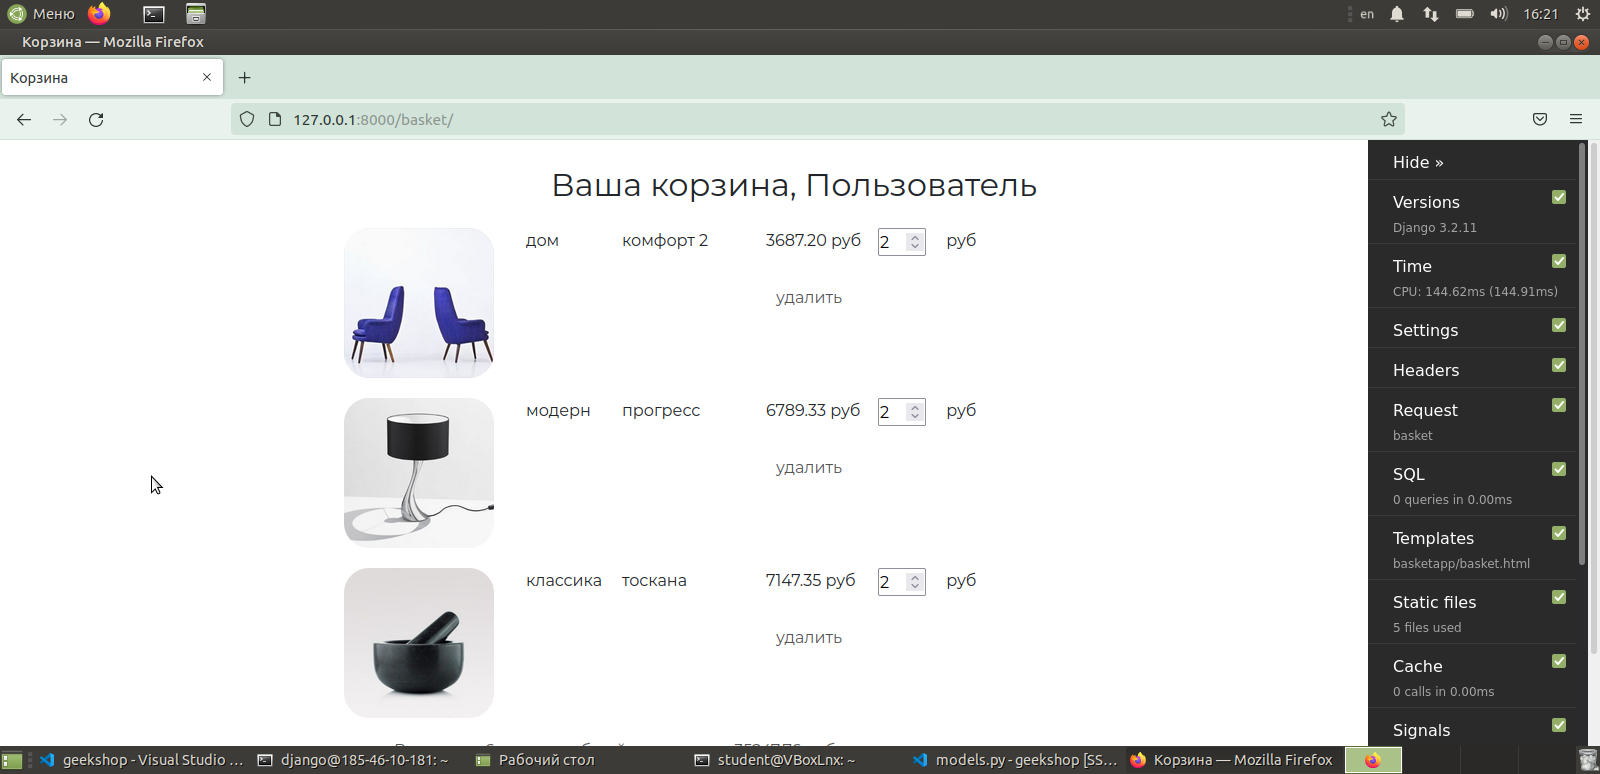 Меню
en
16:21
Корзина — Mozilla Firefox
Корзина
127.0.0.1:8000/basket/
Ваша корзина, Пользователь
дом комфорт 2 3687.20 руб 2 руб
удалить
модерн прогресс 6789.33 руб 2 руб
удалить
классика тоскана 7147.35 руб 2 руб
удалить
Hide »
Versions
Django 3.2.11
Time
CPU: 144.62ms (144.91ms)
Settings
Headers
Request
basket
SQL
0 queries in 0.00ms
Templates
basketapp/basket.html
Static files
5 files used
Cache
0 calls in 0.00ms
Signals
geekshop - Visual Studio ...
django@185-46-10-181: ~
Рабочий стол
student@VBoxLnx: ~
models.py - geekshop [SS...
Корзина — Mozilla Firefox